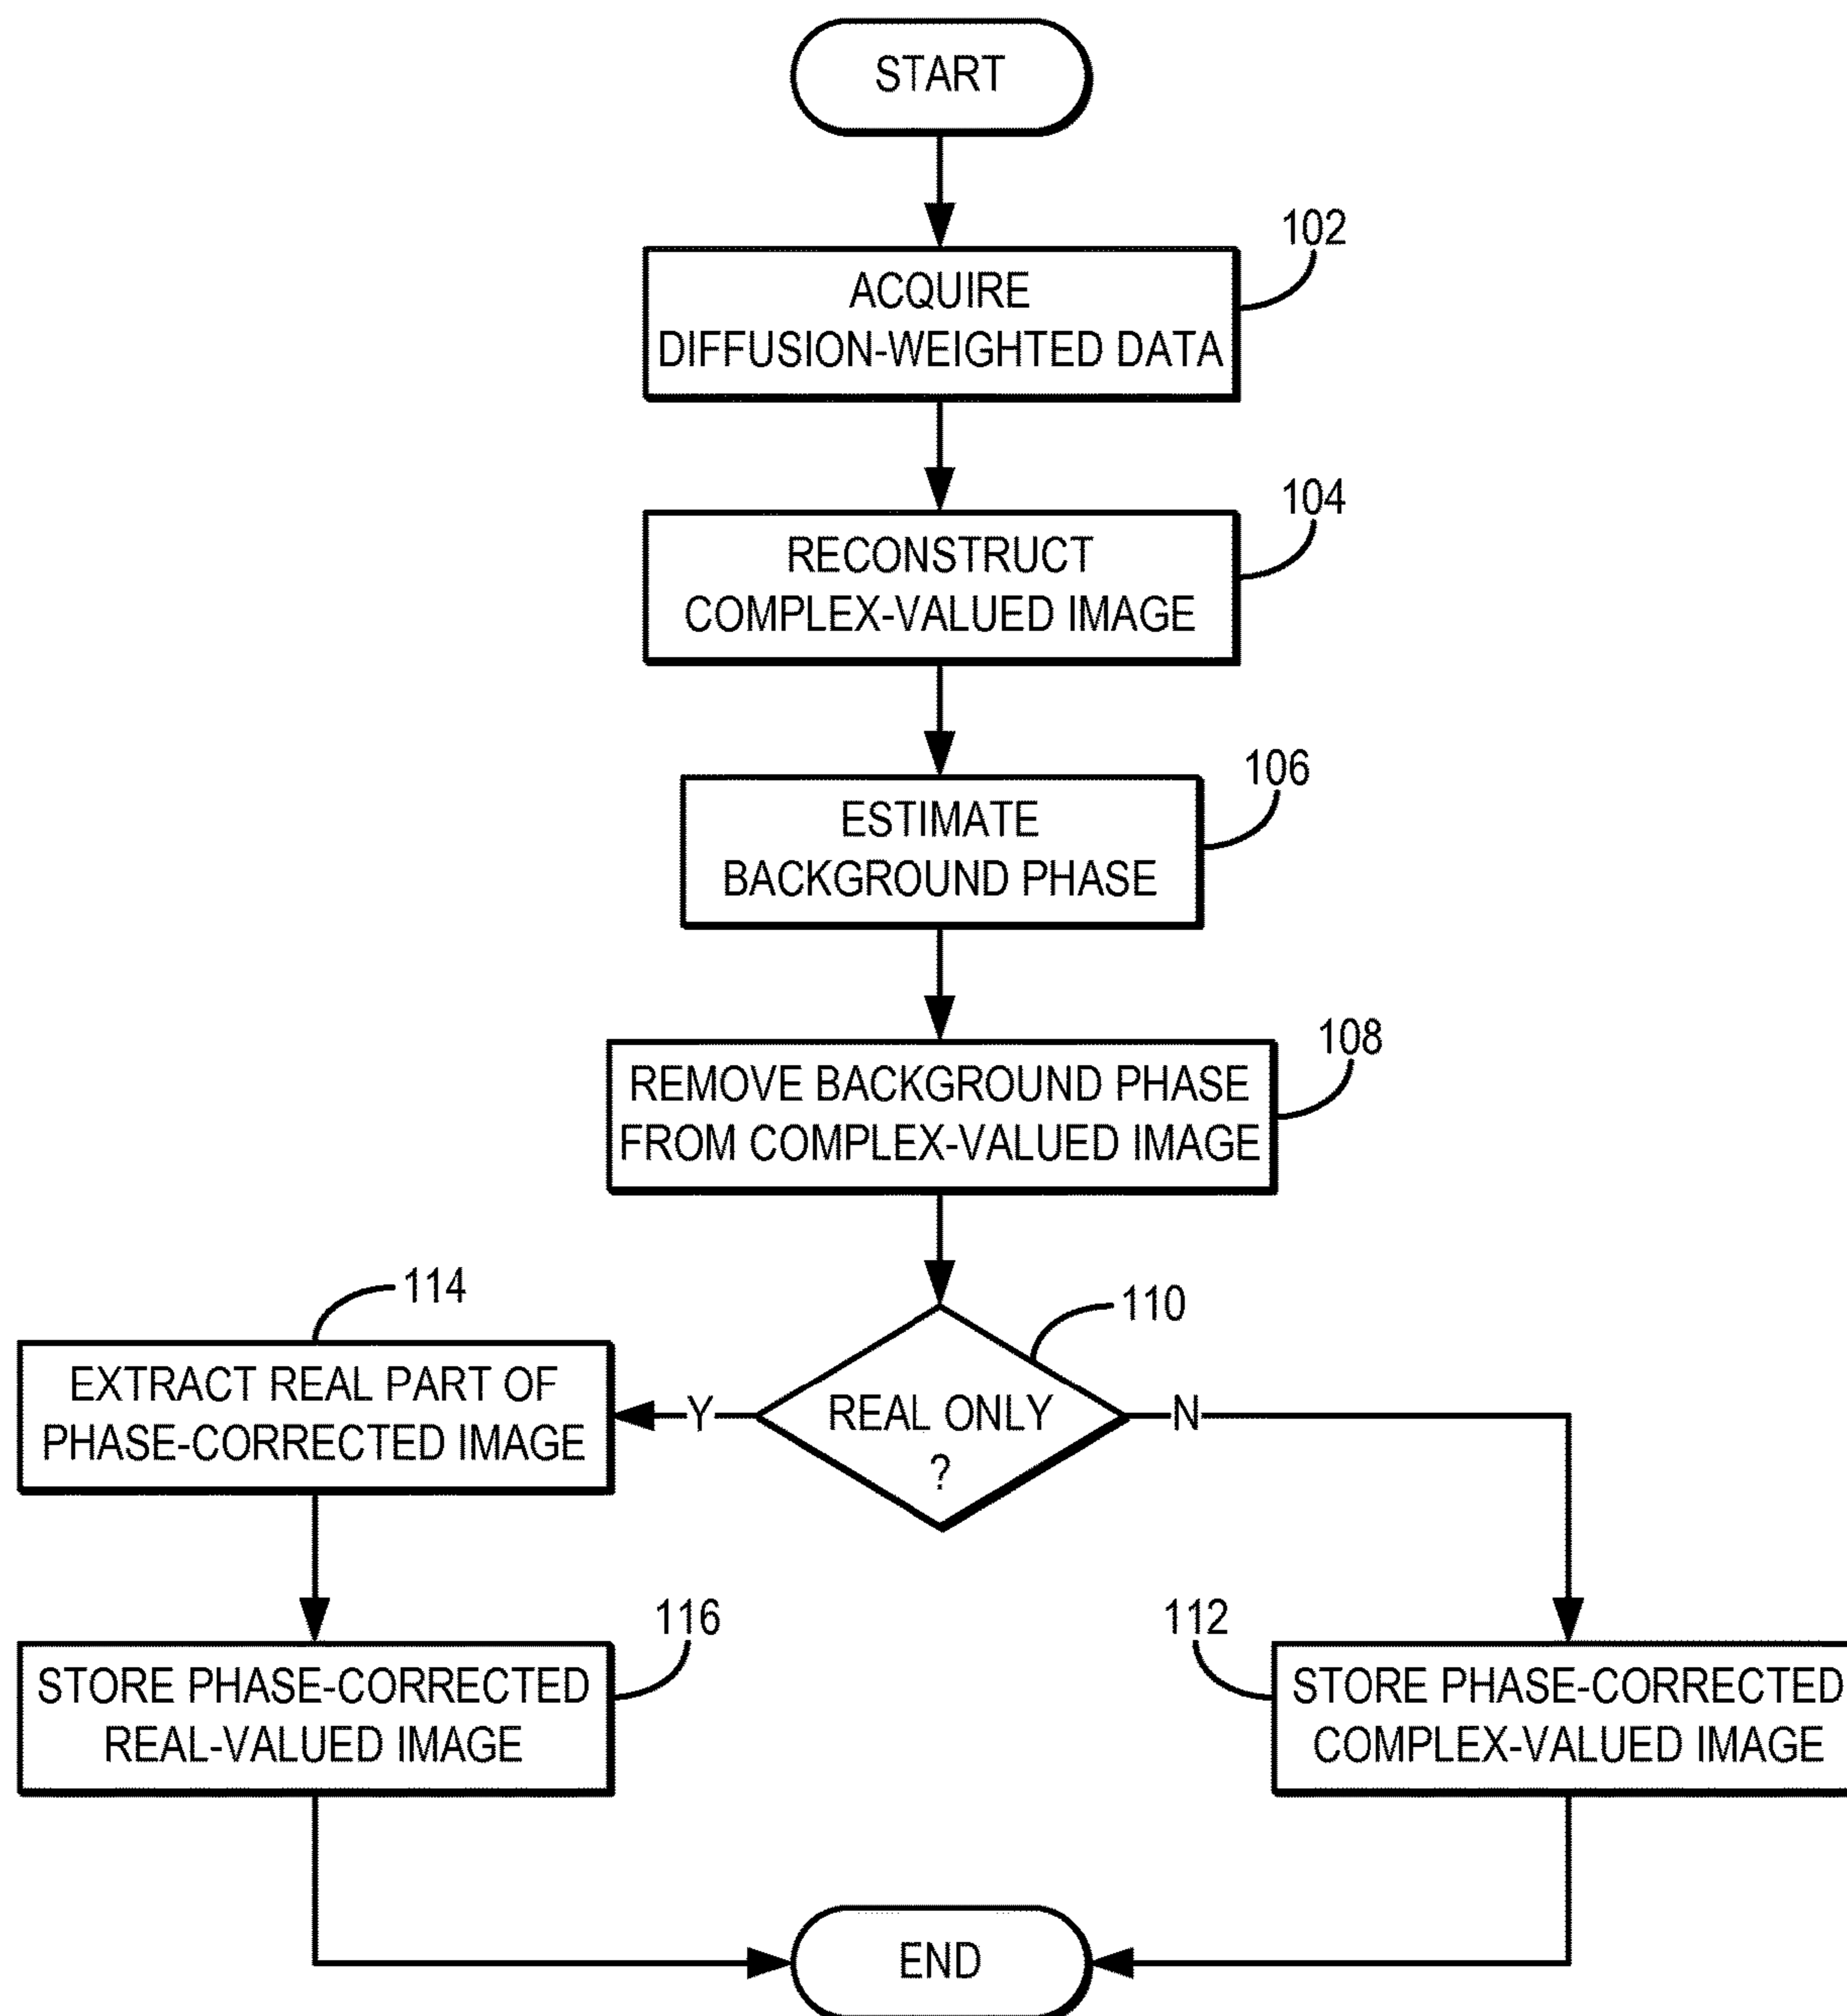 START
102
ACQUIRE
DIFFUSION-WEIGHTED DATA
104
RECONSTRUCT
COMPLEX-VALUED IMAGE
106
ESTIMATE
BACKGROUND PHASE
108
REMOVE BACKGROUND PHASE
FROM COMPLEX-VALUED IMAGE
110
REAL ONLY
?
Y
N
114
EXTRACT REAL PART OF
PHASE-CORRECTED IMAGE
116
STORE PHASE-CORRECTED
REAL-VALUED IMAGE
112
STORE PHASE-CORRECTED
COMPLEX-VALUED IMAGE
END